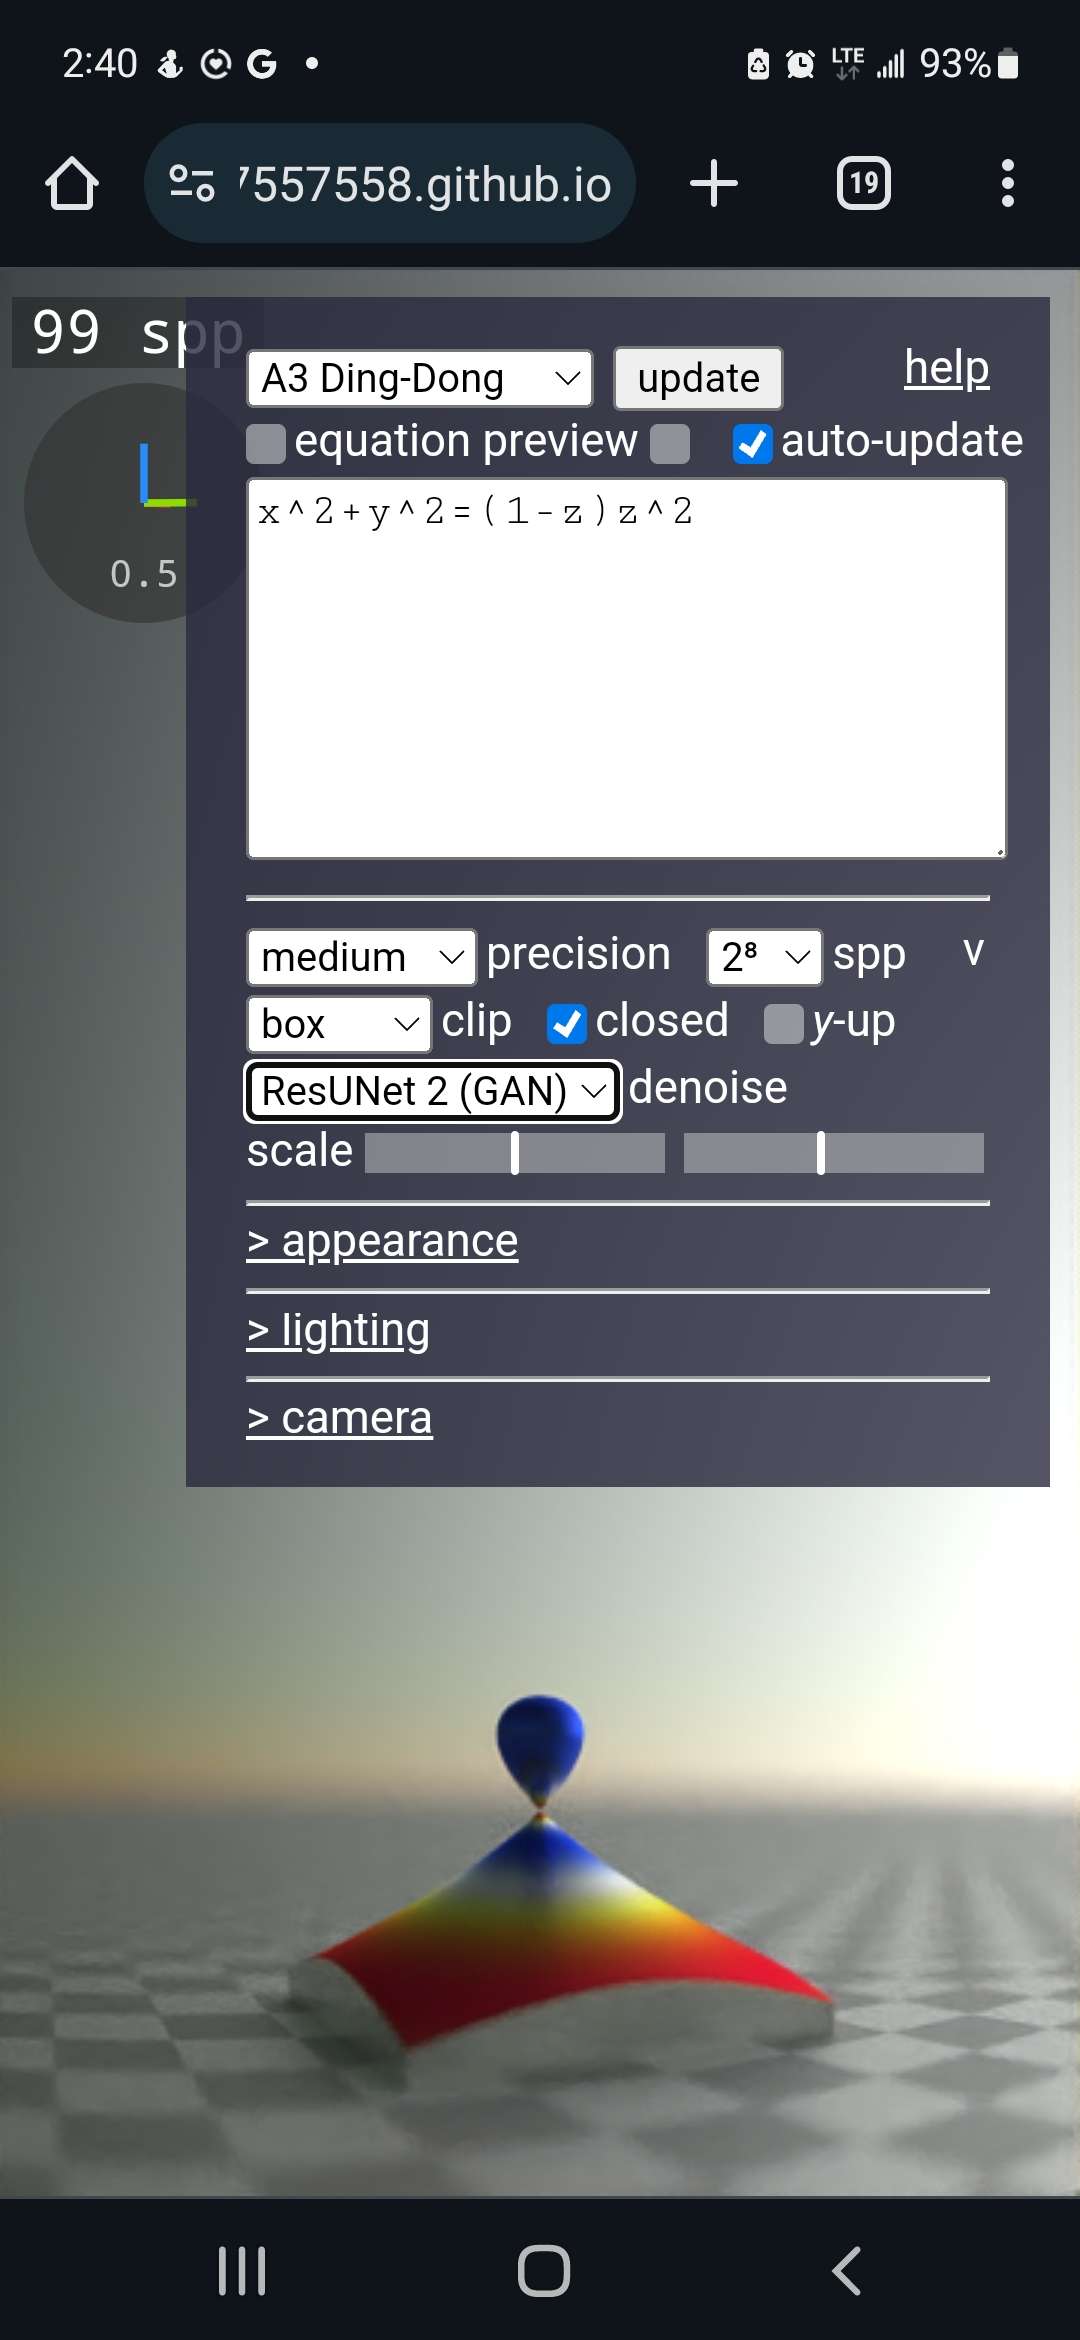 2:40 LTE 93%
7557558.github.io 19
99 spp
A3 Ding-Dong update help
equation preview auto-update
x^2+y^2=(1-z)z^2
0.5
medium precision 2⁸ spp v
box clip closed y-up
ResUNet 2 (GAN) denoise
scale
> appearance
> lighting
> camera